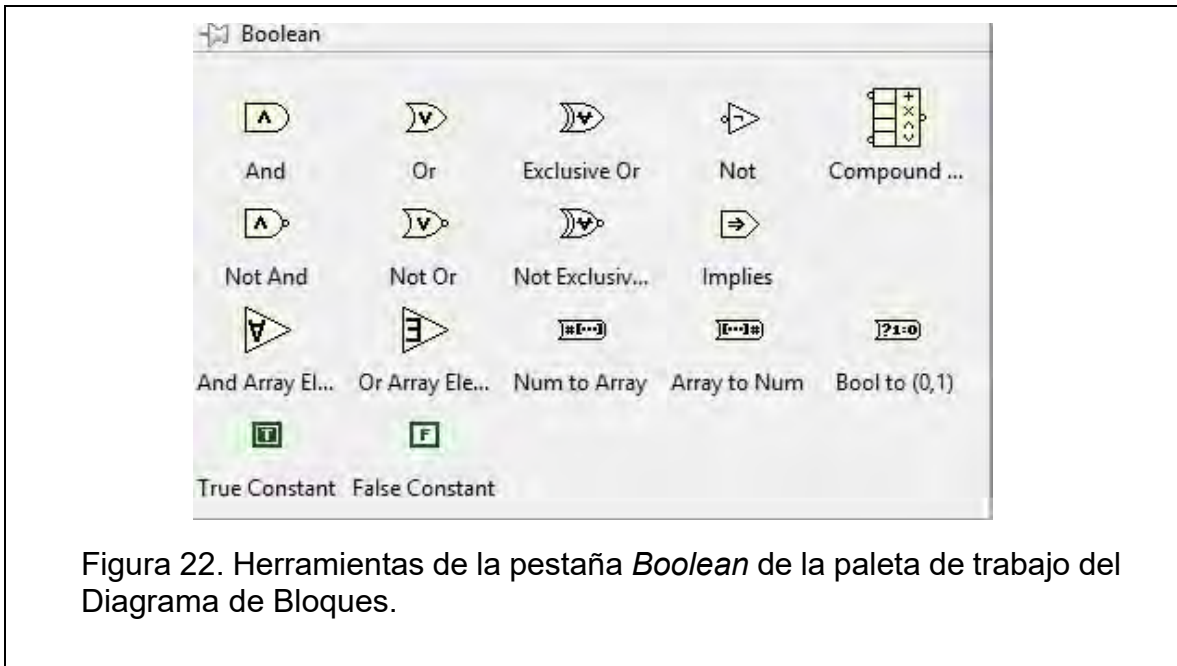 Boolean
And Or Exclusive Or Not Compound ...
Not And Not Or Not Exclusiv... Implies
And Array El... Or Array Ele... Num to Array Array to Num Bool to (0,1)
True Constant False Constant
Figura 22. Herramientas de la pestaña Boolean de la paleta de trabajo del
Diagrama de Bloques.